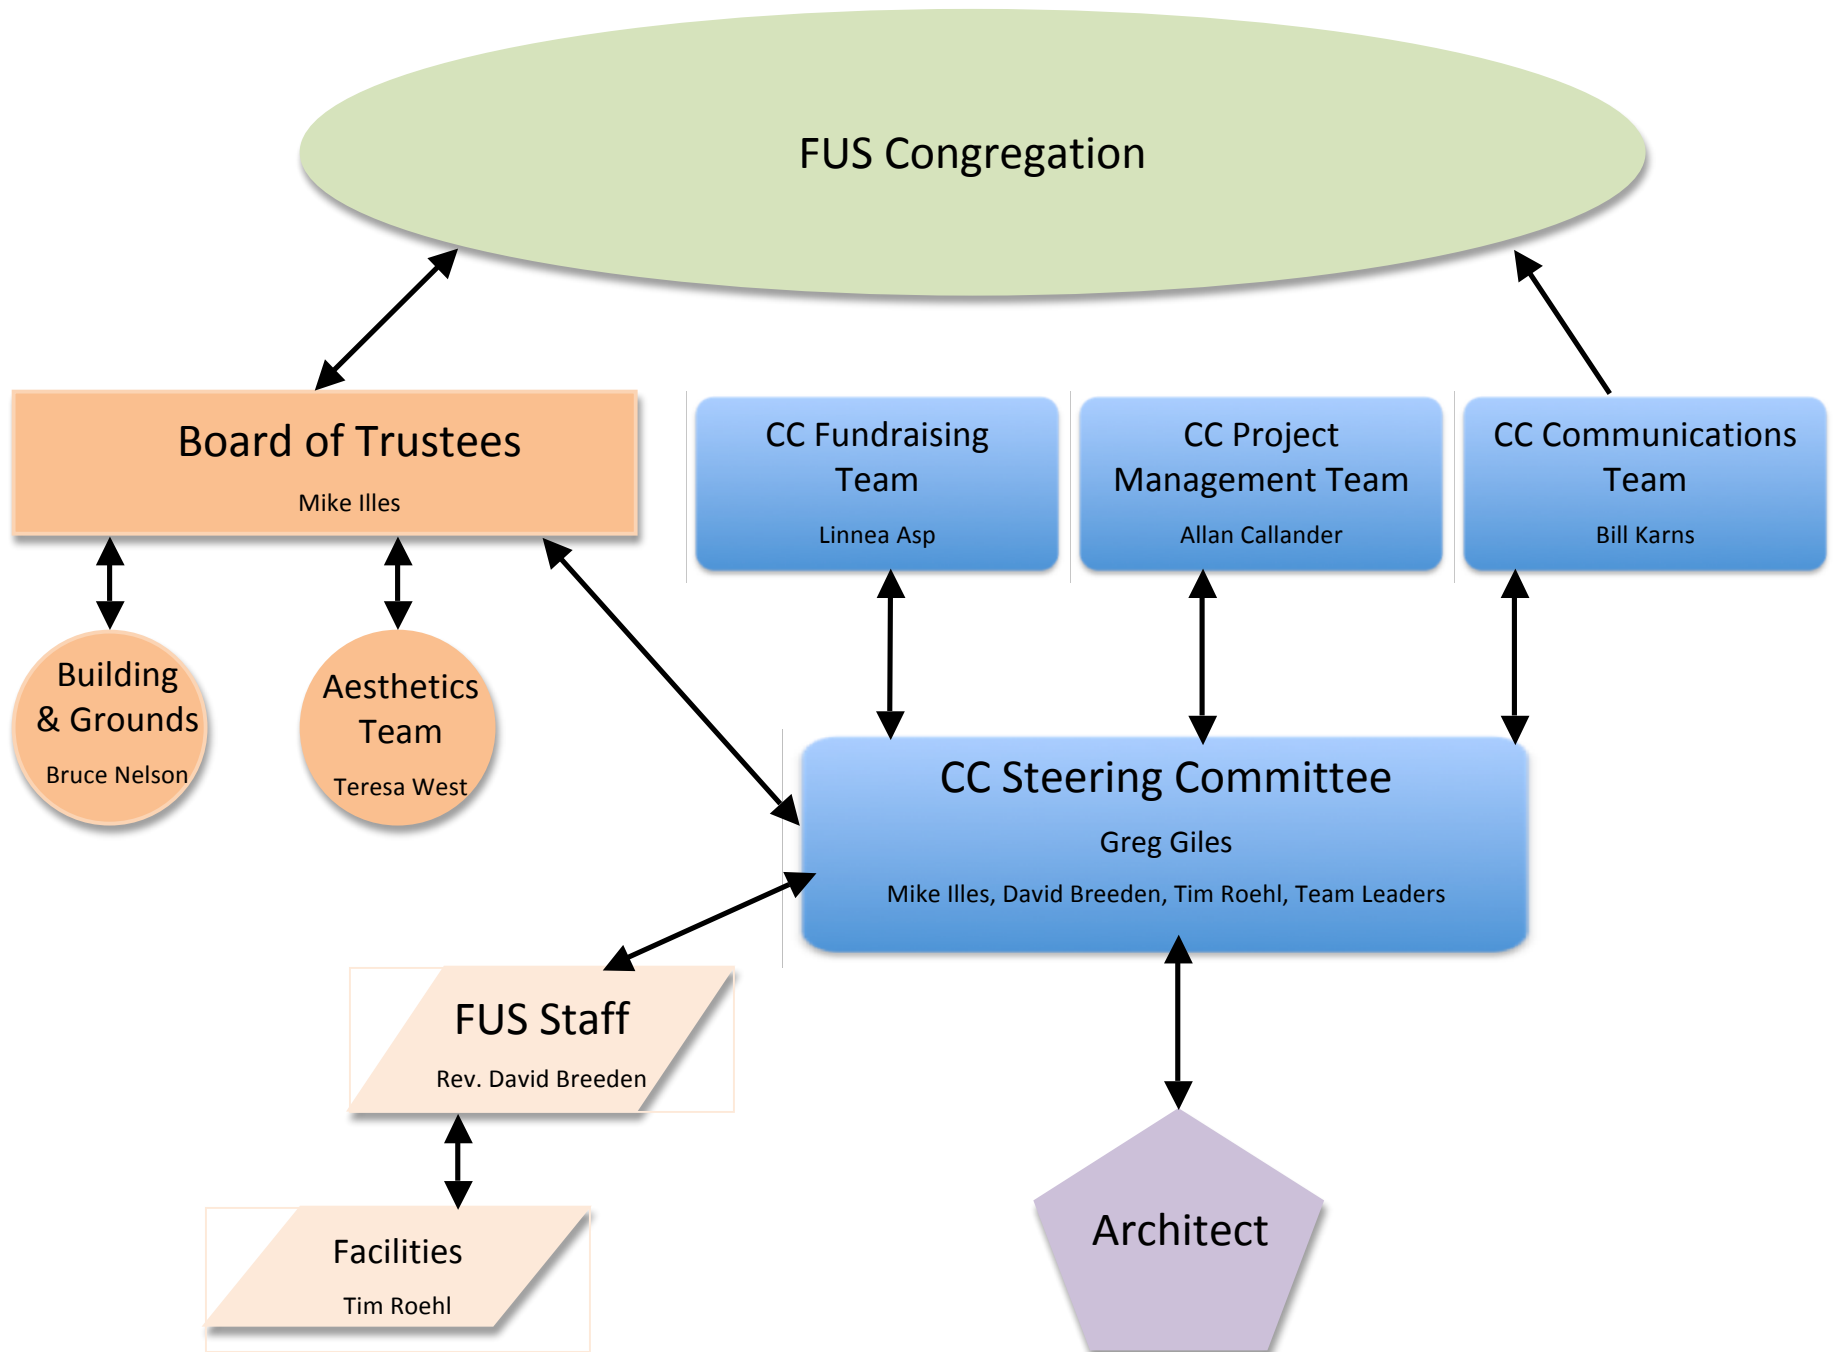 FUS Congregation
Board of Trustees
Mike Illes
CC Fundraising
Team
Linnea Asp
CC Project
Management Team
Allan Callander
CC Communications
Team
Bill Karns
Building
& Grounds
Bruce Nelson
Aesthetics
Team
Teresa West
CC Steering Committee
Greg Giles
Mike Illes, David Breeden, Tim Roehl, Team Leaders
FUS Staff
Rev. David Breeden
Facilities
Tim Roehl
Architect